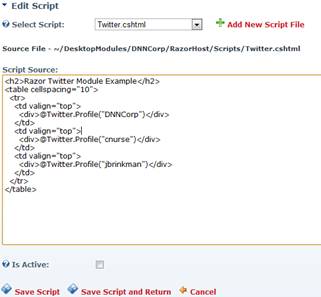 Edit Script
Select Script: Twitter.cshtml Add New Script File
Source File - ~/DesktopModules/DNNCorp/RazorHost/Scripts/Twitter.cshtml
Script Source:
<h2>Razor Twitter Module Example</h2>
<table cellspacing="10">
<tr>
<td valign="top">
<div>@Twitter.Profile("DNNCorp")</div>
</td>
<td valign="top">
<div>@Twitter.Profile("cnurse")</div>
</td>
<td valign="top">
<div>@Twitter.Profile("jbrinkman")</div>
</td>
</tr>
</table>
Is Active:
Save Script Save Script and Return Cancel